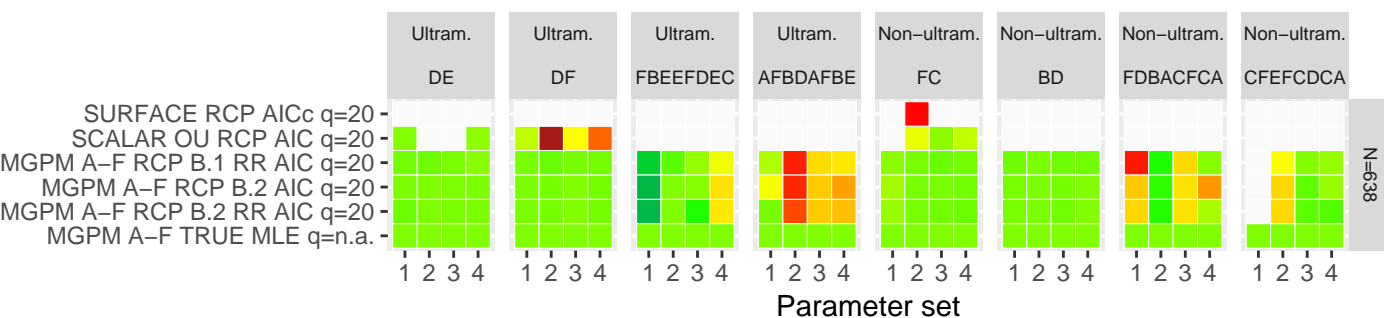 Ultram. Ultram. Ultram. Ultram. Non−ultram. Non−ultram. Non−ultram. Non−ultram.
DE DF FBEEFDEC AFBDAFBE FC BD FDBACFCA CFEFCDCA
SURFACE RCP AICc q=20
SCALAR OU RCP AIC q=20
MGPM A−F RCP B.1 RR AIC q=20
MGPM A−F RCP B.2 AIC q=20
MGPM A−F RCP B.2 RR AIC q=20
MGPM A−F TRUE MLE q=n.a.
N=638
1 2 3 4 1 2 3 4 1 2 3 4 1 2 3 4 1 2 3 4 1 2 3 4 1 2 3 4 1 2 3 4
Parameter set